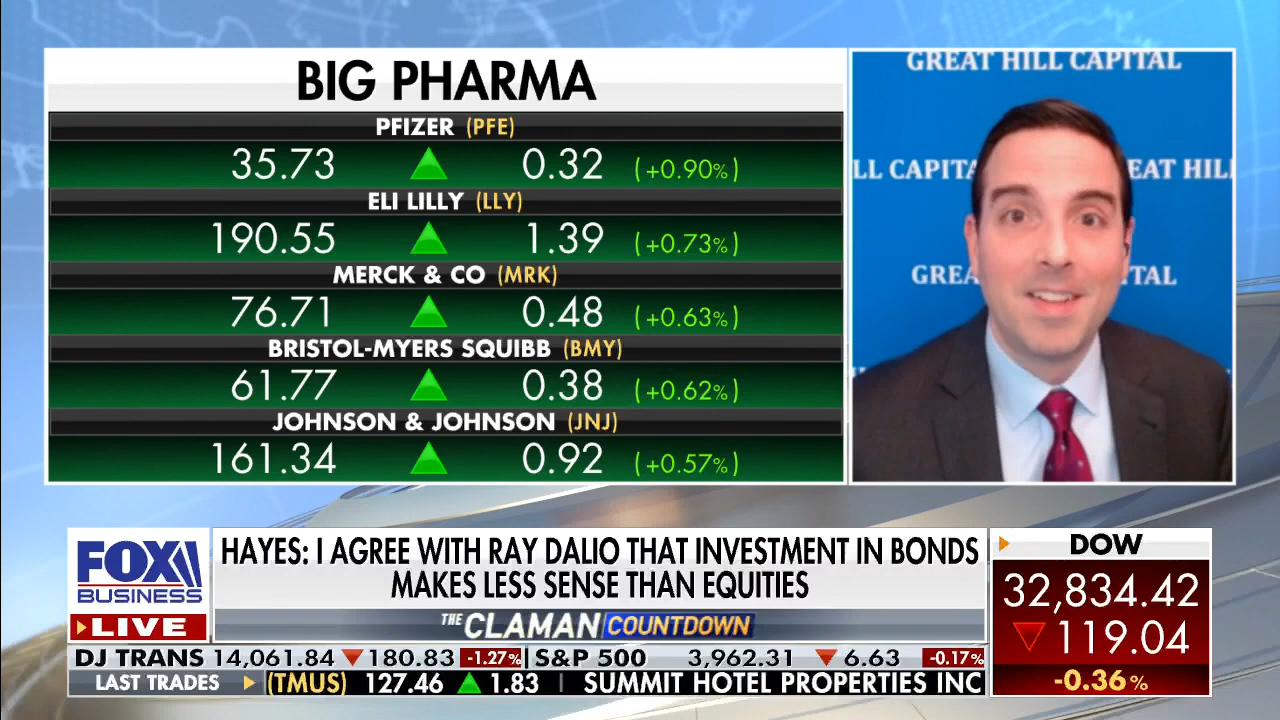 BIG PHARMA
PFIZER (PFE)
35.73 ▲ 0.32 (+0.90%)
ELI LILLY (LLY)
190.55 ▲ 1.39 (+0.73%)
MERCK & CO (MRK)
76.71 ▲ 0.48 (+0.63%)
BRISTOL-MYERS SQUIBB (BMY)
61.77 ▲ 0.38 (+0.62%)
JOHNSON & JOHNSON (JNJ)
161.34 ▲ 0.92 (+0.57%)
GREAT HILL CAPITAL
LL CAPITA EAT HILL
GREA TAL
FOX
BUSINESS
LIVE
HAYES: I AGREE WITH RAY DALIO THAT INVESTMENT IN BONDS
MAKES LESS SENSE THAN EQUITIES
THE CLAMAN COUNTDOWN
DOW
32,834.42
▼ 119.04
-0.36%
DJ TRANS 14,061.84 ▼ 180.83 -1.27% S&P 500 3,962.31 ▼ 6.63 -0.17%
LAST TRADES (TMUS) 127.46 ▲ 1.83 | SUMMIT HOTEL PROPERTIES INC